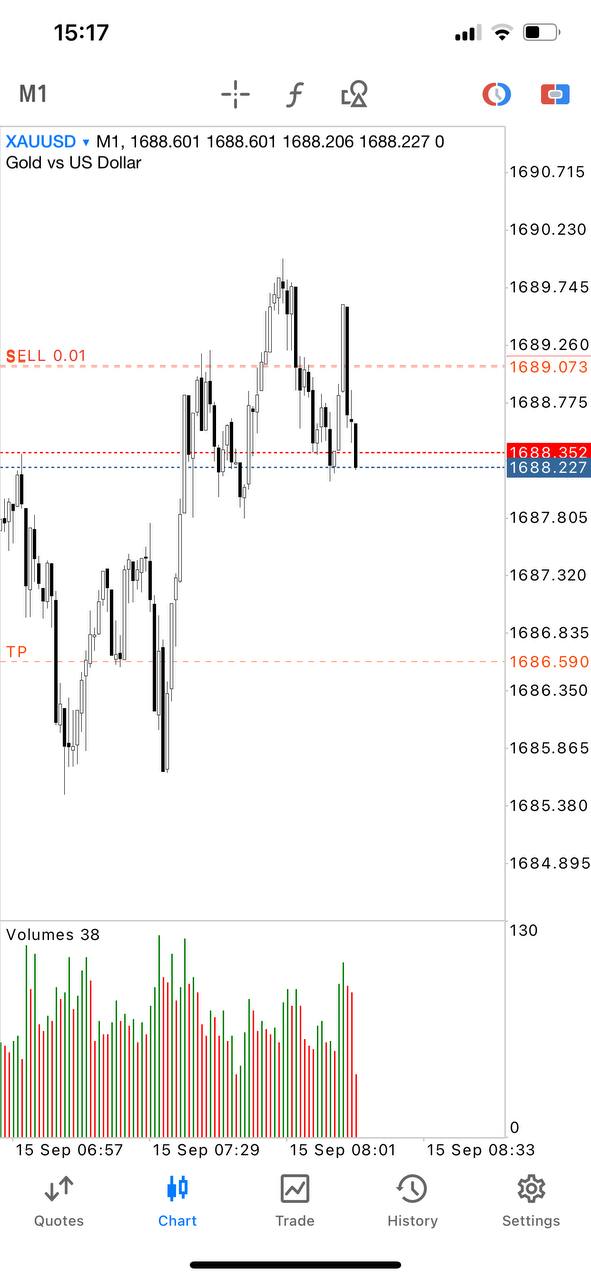 15:17
M1
XAUUSD ▾ M1, 1688.601 1688.601 1688.206 1688.227 0
Gold vs US Dollar
1690.715
1690.230
1689.745
1689.260
SELL 0.01
1689.073
1688.775
1688.352
1688.227
1687.805
1687.320
1686.835
TP
1686.590
1686.350
1685.865
1685.380
1684.895
Volumes 38
130
0
15 Sep 06:57 15 Sep 07:29 15 Sep 08:01 15 Sep 08:33
Quotes Chart Trade History Settings